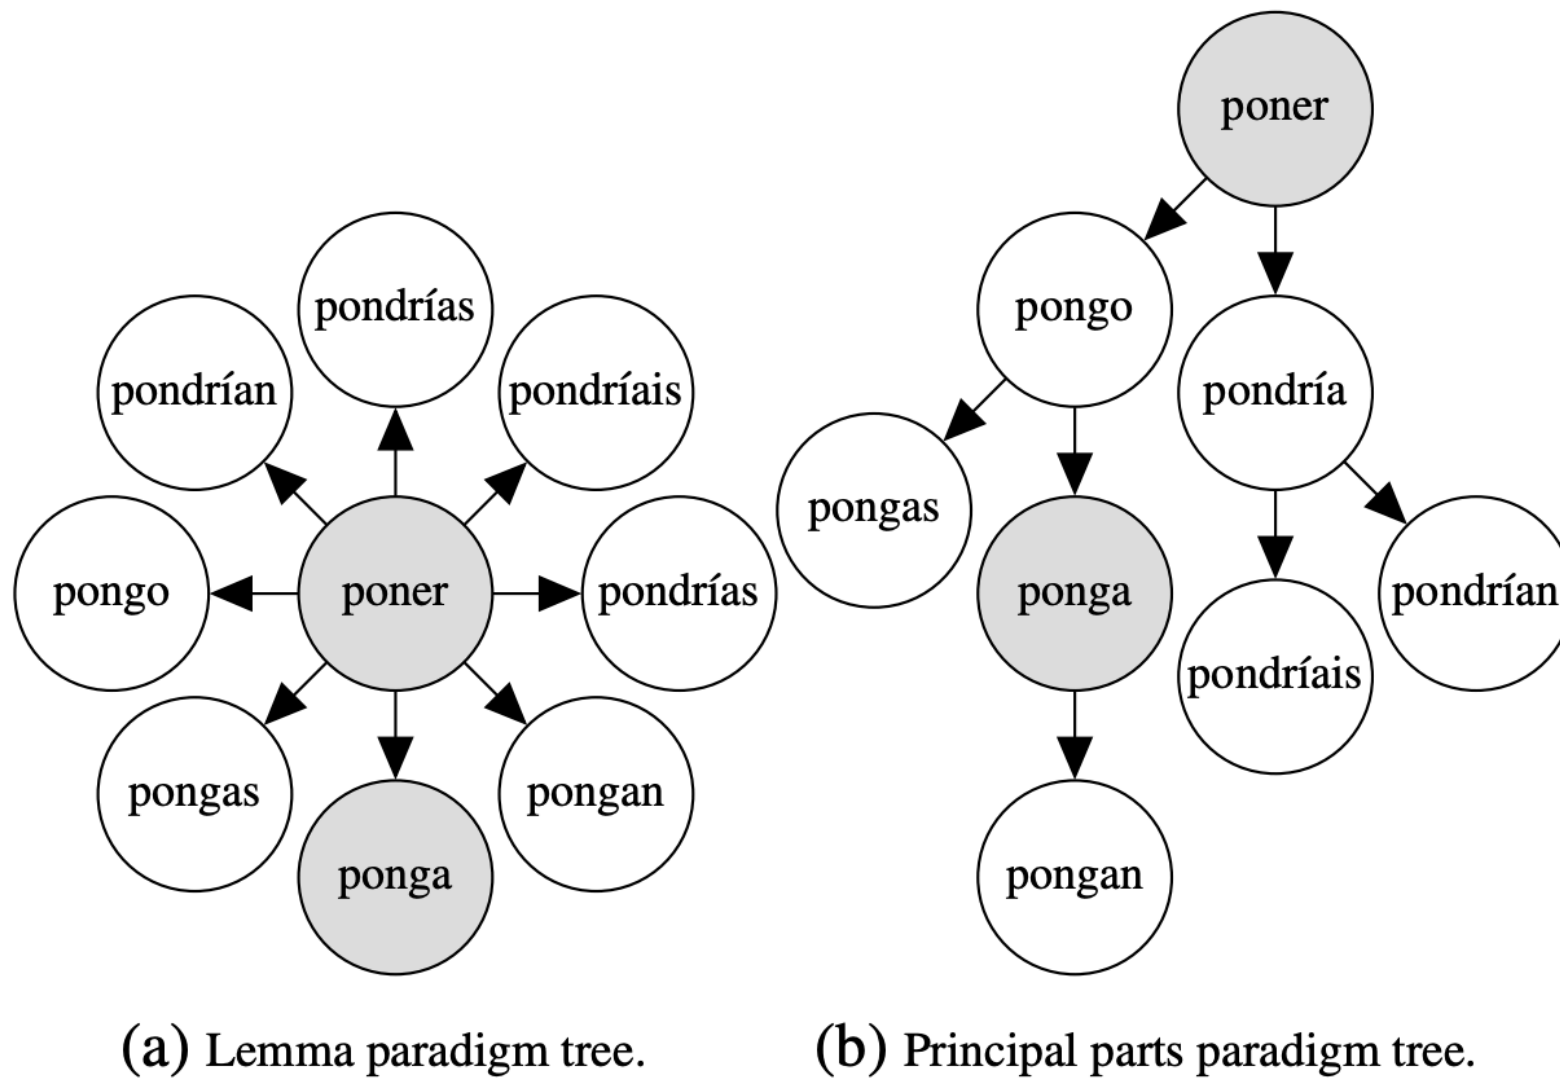 pondrías
pondrían
pondríais
pongo
poner
pondrías
pongas
pongan
ponga
(a) Lemma paradigm tree.
poner
pongo
pondría
pongas
ponga
pondrían
pondríais
pongan
(b) Principal parts paradigm tree.